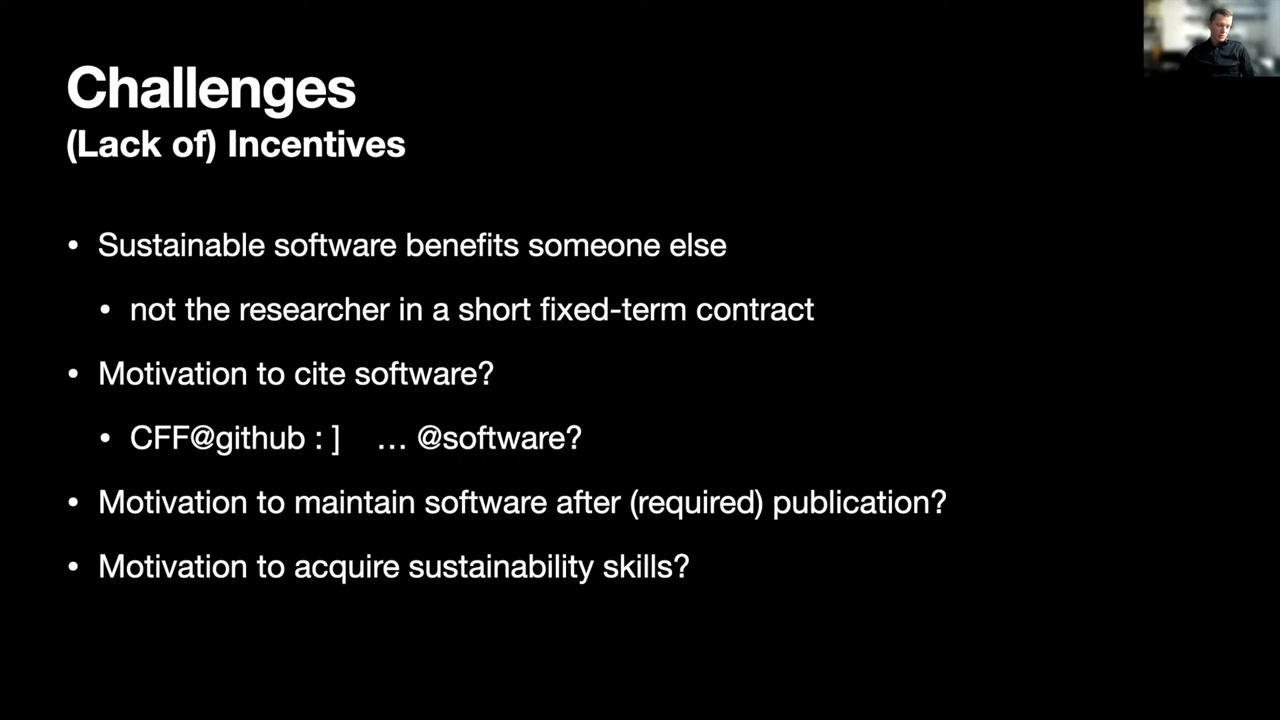 Challenges
(Lack of) Incentives
• Sustainable software benefits someone else
• not the researcher in a short fixed-term contract
• Motivation to cite software?
• CFF@github : ] … @software?
• Motivation to maintain software after (required) publication?
• Motivation to acquire sustainability skills?